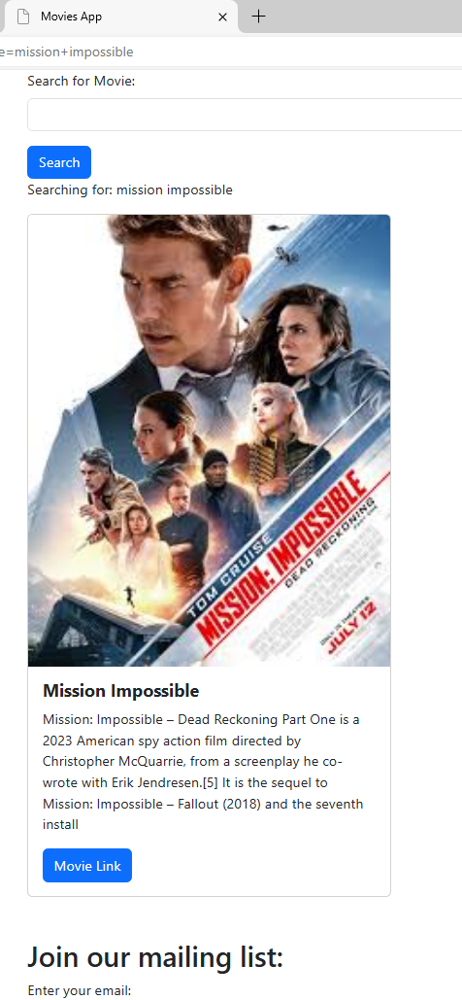 Movies App
e=mission+impossible
Search for Movie:
Search
Searching for: mission impossible
TOM CRUISE
MISSION: IMPOSSIBLE
DEAD RECKONING
ONLY IN THEATRES
JULY 12
Mission Impossible
Mission: Impossible – Dead Reckoning Part One is a
2023 American spy action film directed by
Christopher McQuarrie, from a screenplay he co-
wrote with Erik Jendresen.[5] It is the sequel to
Mission: Impossible – Fallout (2018) and the seventh
install
Movie Link
Join our mailing list:
Enter your email: